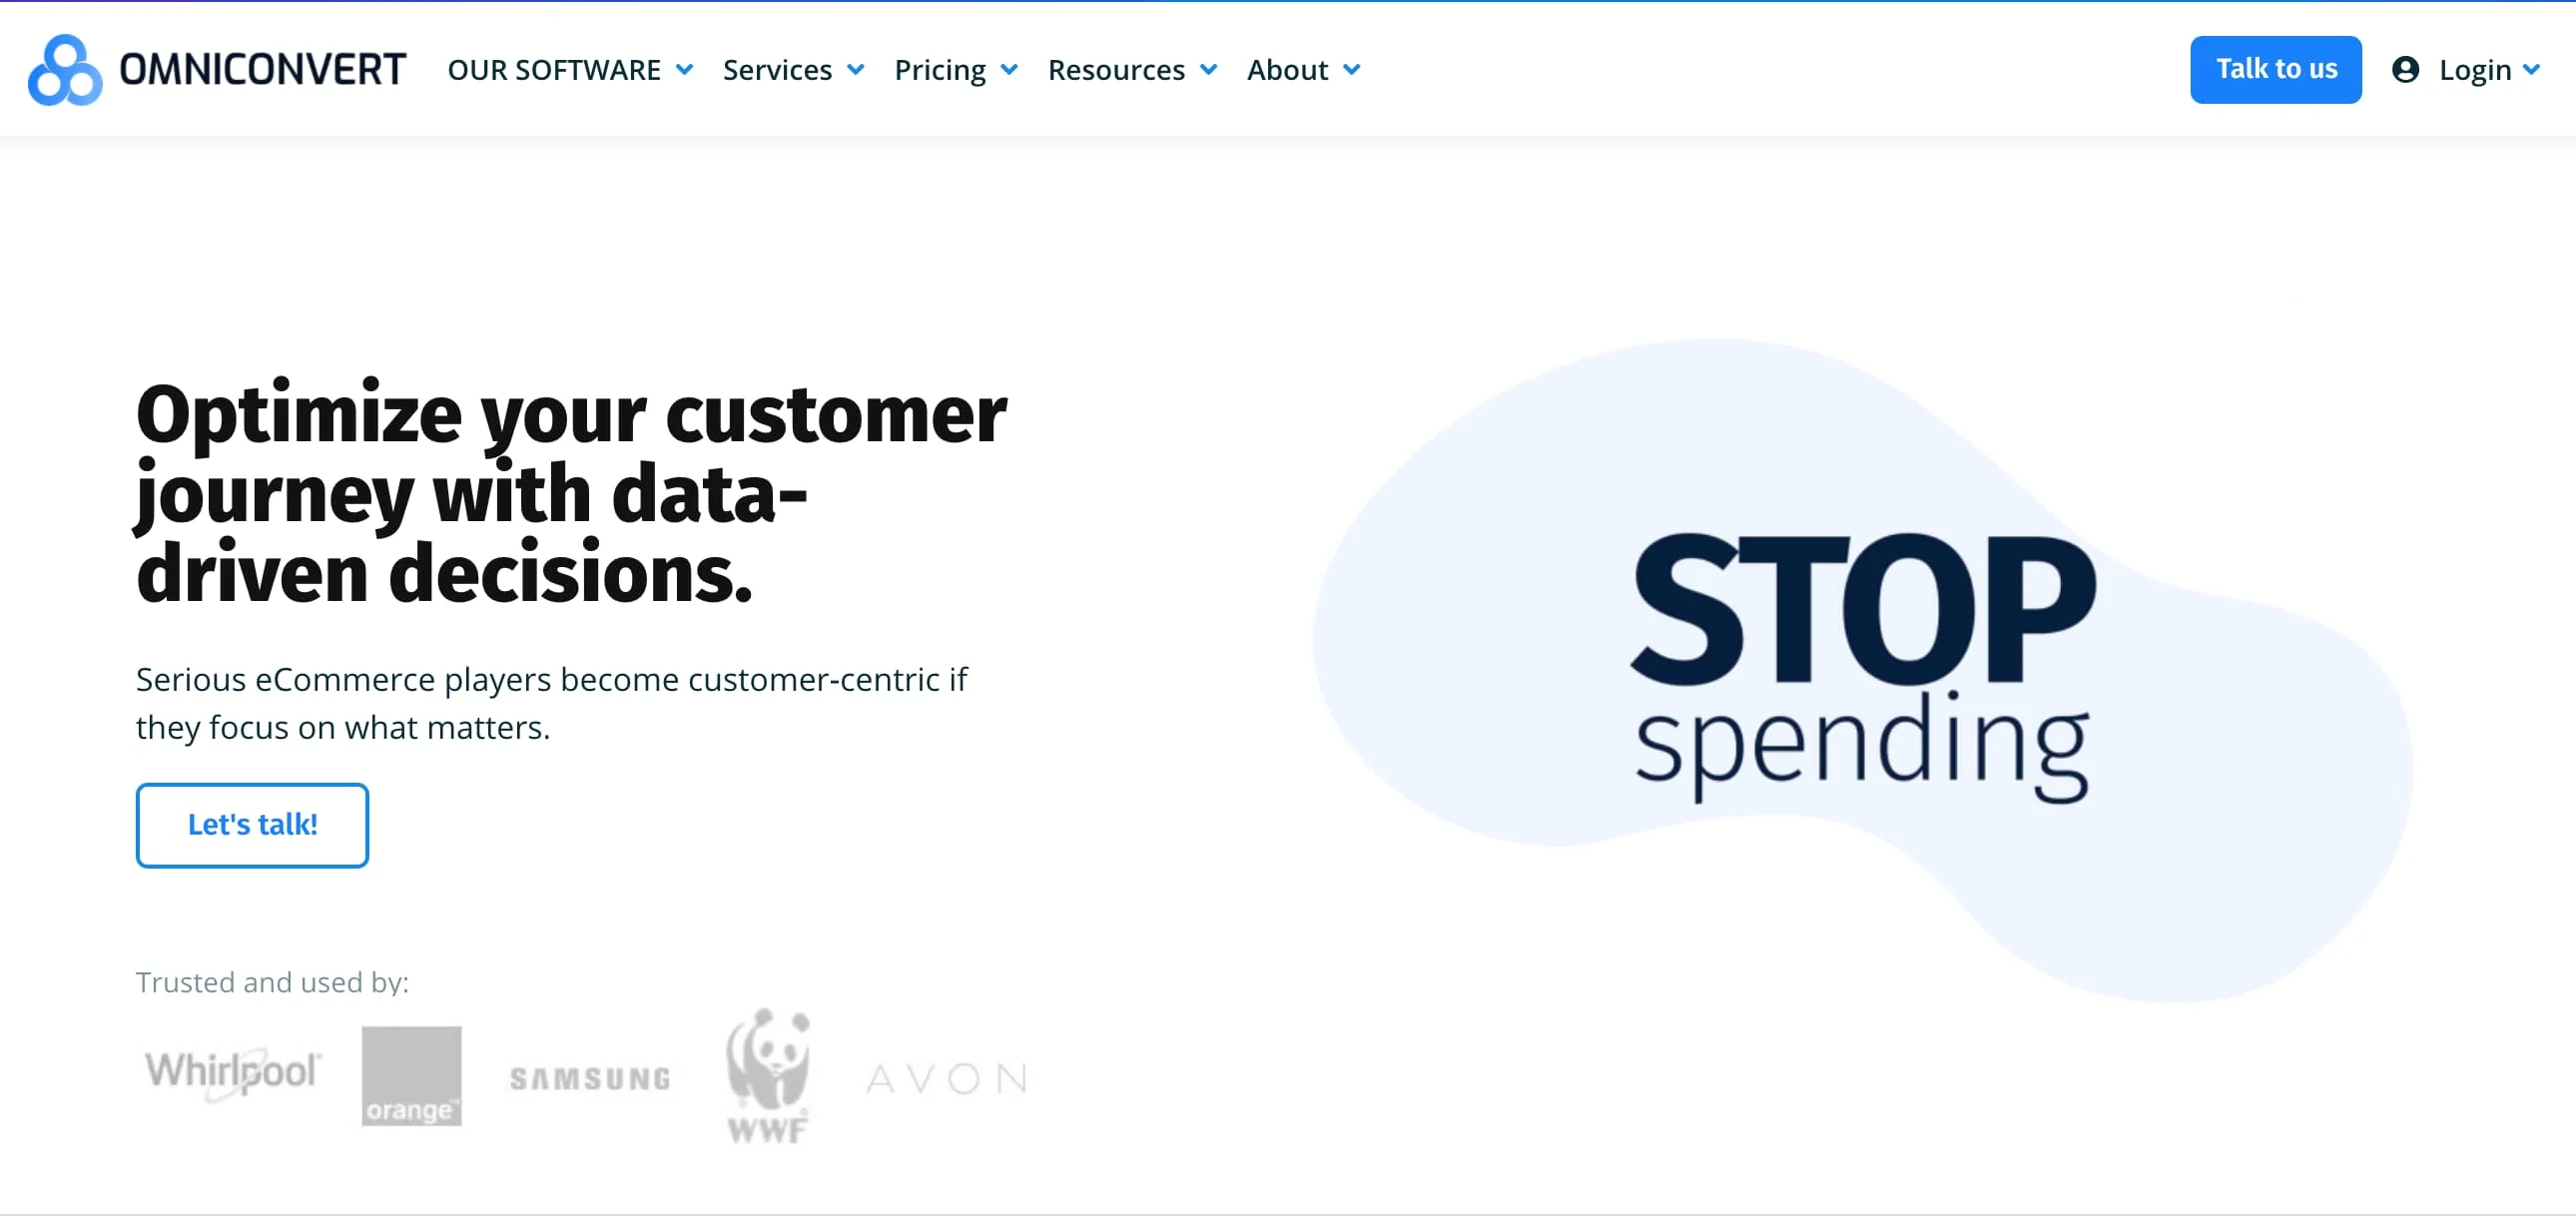 OMNICONVERT
OUR SOFTWARE Services Pricing Resources About
Talk to us
Login
Optimize your customer
journey with data-
driven decisions.
Serious eCommerce players become customer-centric if
they focus on what matters.
Let's talk!
STOP
spending
Trusted and used by:
Whirlpool
orange™
SAMSUNG
WWF
AVON